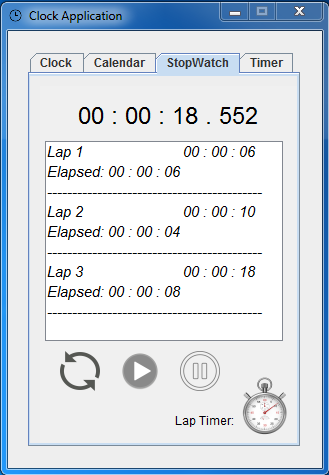 Clock Application
Clock Calendar StopWatch Timer
00 : 00 : 18 . 552
Lap 1 00 : 00 : 06
Elapsed: 00 : 00 : 06
------------------------------------------------
Lap 2 00 : 00 : 10
Elapsed: 00 : 00 : 04
------------------------------------------------
Lap 3 00 : 00 : 18
Elapsed: 00 : 00 : 08
------------------------------------------------
Lap Timer: